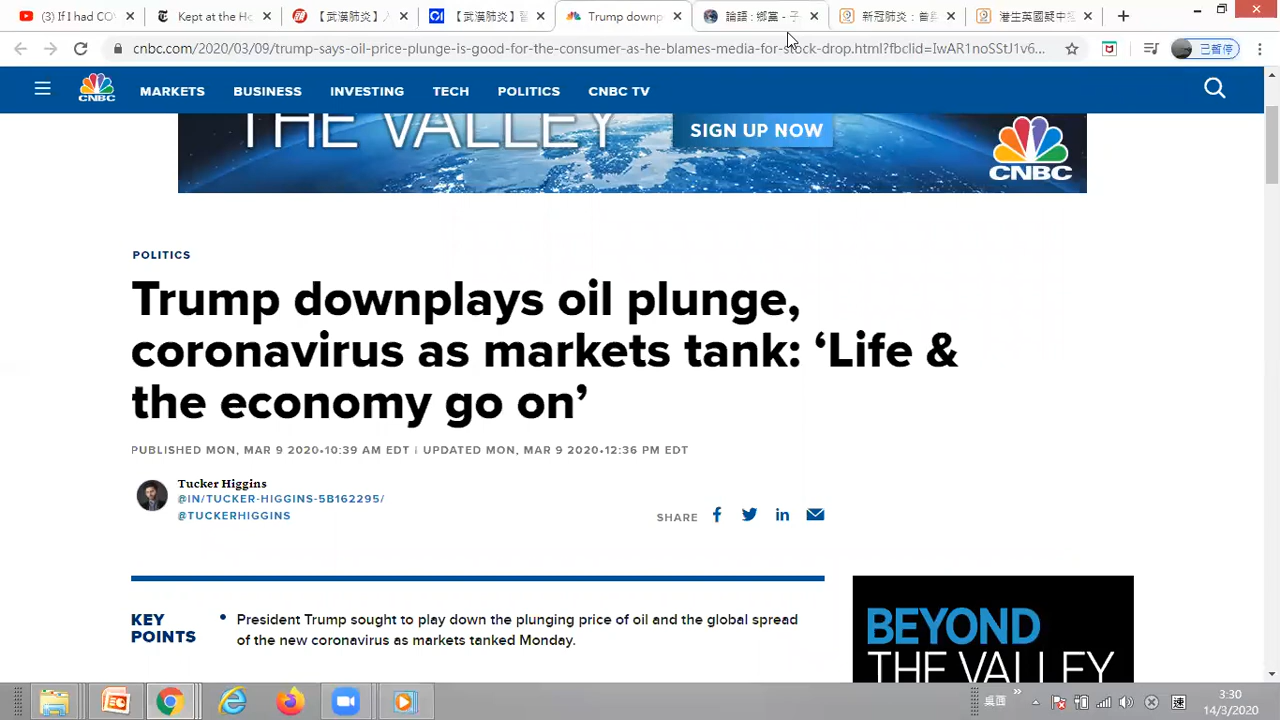 (3) If I had CO
Kept at the Ho
【武漢肺炎】
【武漢肺炎】
Trump downp
論語 : 鄉黨 - 子
新冠肺炎：首
港生英國疑中
cnbc.com/2020/03/09/trump-says-oil-price-plunge-is-good-for-the-consumer-as-he-blames-media-for-stock-drop.html?fbclid=IwAR1noSStJ1v6...
已暫停
CNBC MARKETS BUSINESS INVESTING TECH POLITICS CNBC TV
THE VALLEY SIGN UP NOW
CNBC
POLITICS
Trump downplays oil plunge,
coronavirus as markets tank: ‘Life &
the economy go on’
PUBLISHED MON, MAR 9 2020•10:39 AM EDT | UPDATED MON, MAR 9 2020•12:36 PM EDT
Tucker Higgins
@IN/TUCKER-HIGGINS-5B162295/
@TUCKERHIGGINS
SHARE
KEY
POINTS
• President Trump sought to play down the plunging price of oil and the global spread
of the new coronavirus as markets tanked Monday.
BEYOND
THE VALLEY
桌面
3:30
14/3/2020